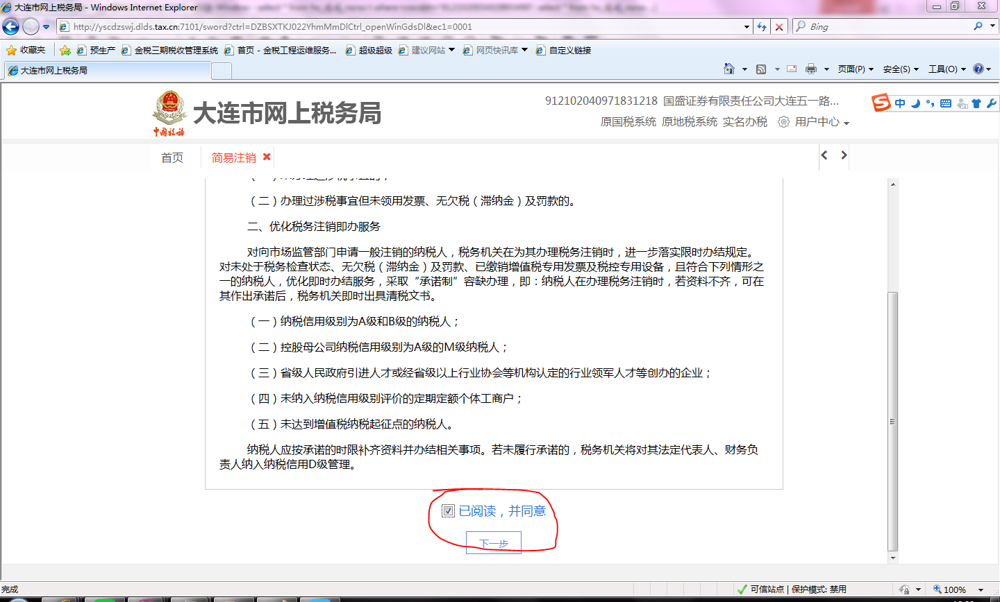 大连市网上税务局 - Windows Internet Explorer
http://yscdzswj.dlds.tax.cn:7101/sword?ctrl=DZBSXTKJ022YhmMmDlCtrl_openWinGdsDl&ec1=0001
Bing
收藏夹 预生产 金税三期税收管理系统 首页 - 金税工程运维服务... 超级超级 建议网站 网页快讯库 自定义链接
大连市网上税务局
页面(P) 安全(S) 工具(O)
中国税务
大连市网上税务局
912102040971831218 国盛证券有限责任公司大连五一路...
原国税系统 原地税系统 实名办税 用户中心
中
首页 简易注销
（二）办理过涉税事宜但未领用发票、无欠税（滞纳金）及罚款的。
二、优化税务注销即办服务
对向市场监管部门申请一般注销的纳税人，税务机关在为其办理税务注销时，进一步落实限时办结规定。
对未处于税务检查状态、无欠税（滞纳金）及罚款、已缴销增值税专用发票及税控专用设备，且符合下列情形之
一的纳税人，优化即时办结服务，采取“承诺制”容缺办理，即：纳税人在办理税务注销时，若资料不齐，可在
其作出承诺后，税务机关即时出具清税文书。
（一）纳税信用级别为A级和B级的纳税人；
（二）控股母公司纳税信用级别为A级的M级纳税人；
（三）省级人民政府引进人才或经省级以上行业协会等机构认定的行业领军人才等创办的企业；
（四）未纳入纳税信用级别评价的定期定额个体工商户；
（五）未达到增值税纳税起征点的纳税人。
纳税人应按承诺的时限补齐资料并办结相关事项。若未履行承诺的，税务机关将对其法定代表人、财务负
责人纳入纳税信用D级管理。
已阅读，并同意
下一步
完成
可信站点 | 保护模式: 禁用
100%